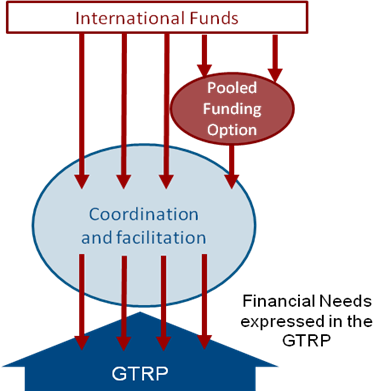 International Funds
Pooled
Funding
Option
Coordination
and facilitation
Financial Needs
expressed in the
GTRP
GTRP